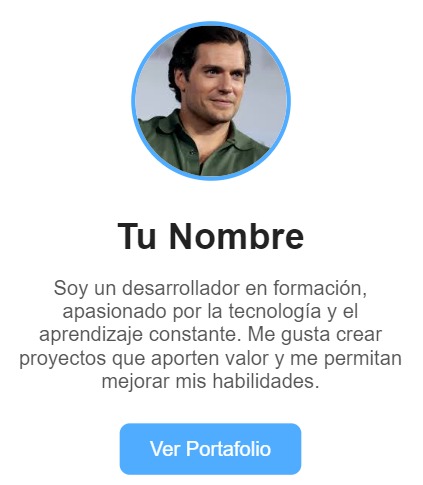 Tu Nombre
Soy un desarrollador en formación,
apasionado por la tecnología y el
aprendizaje constante. Me gusta crear
proyectos que aporten valor y me permitan
mejorar mis habilidades.
Ver Portafolio